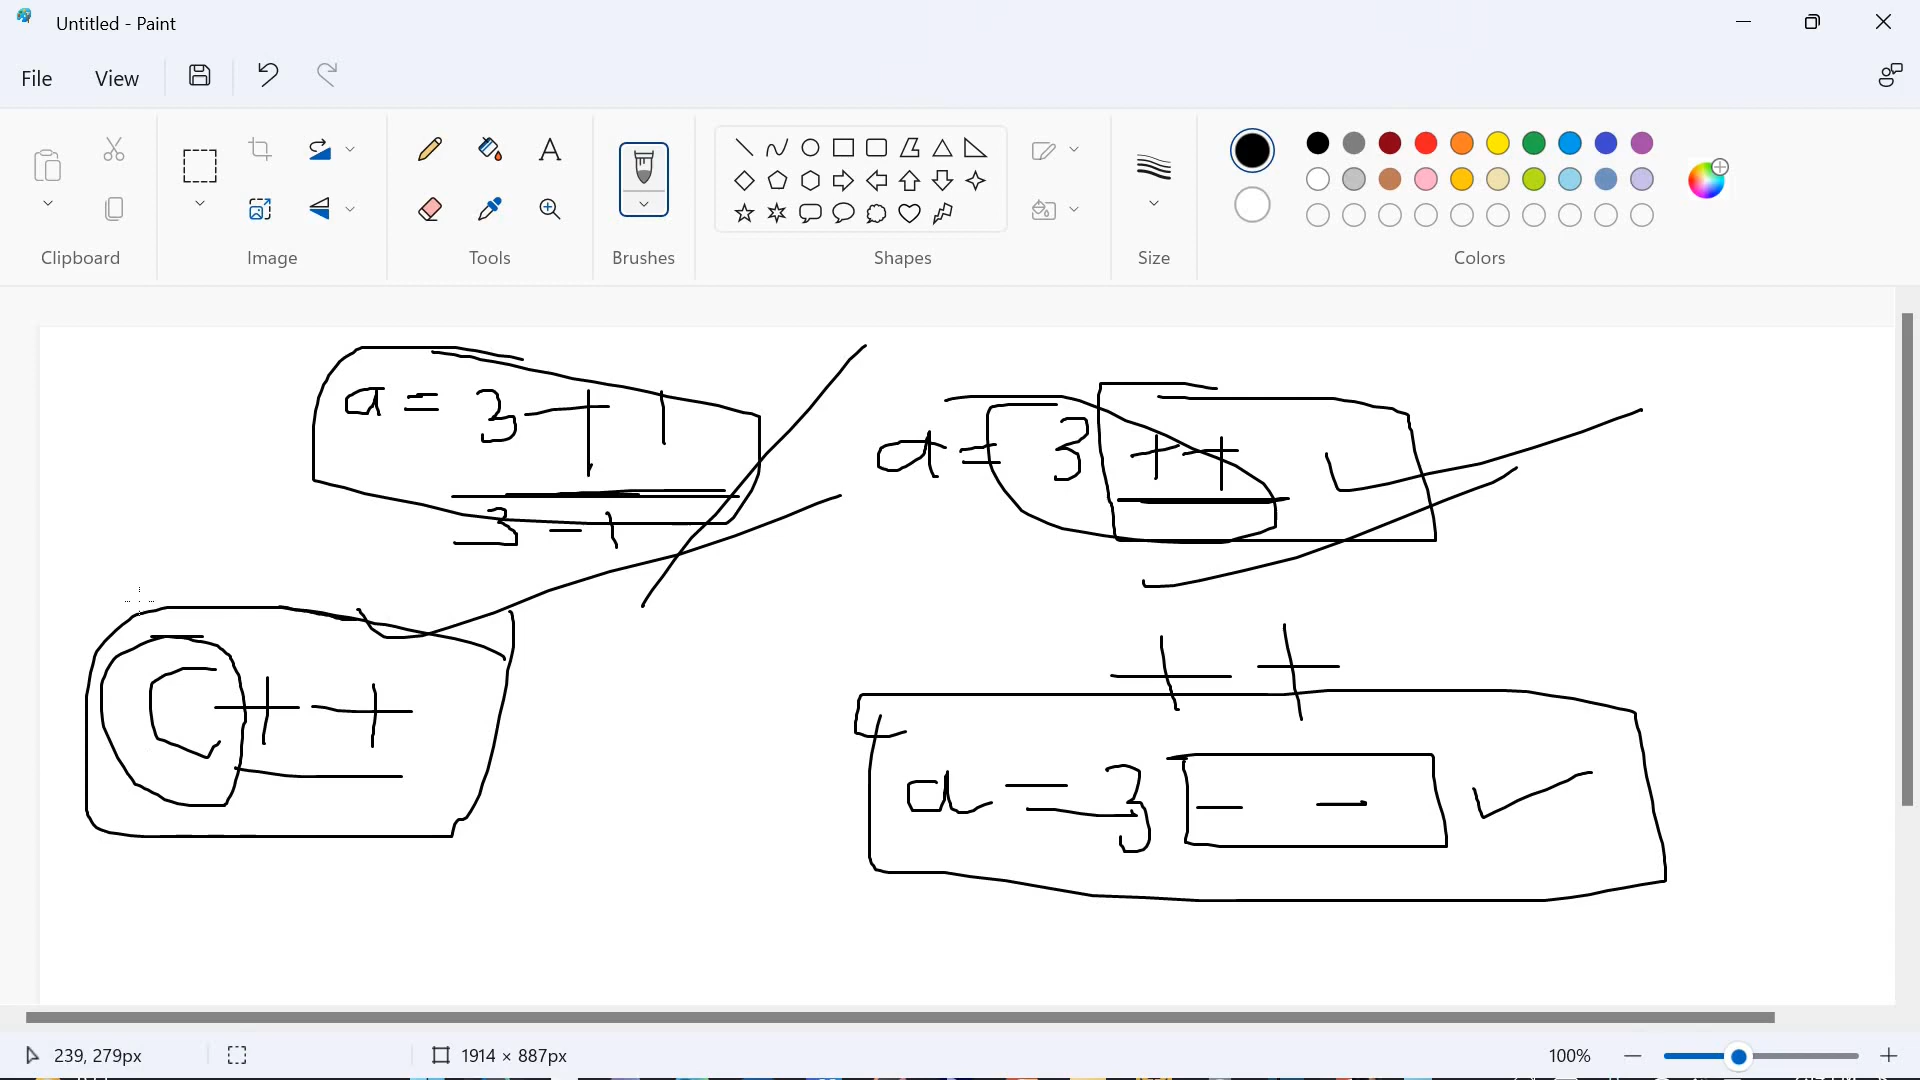 Untitled - Paint
File View
Clipboard Image Tools Brushes Shapes Size Colors
a = 3 + 1
3 - 1
a = 3 ++
C++
++
a = 3 - -
239, 279px 1914 × 887px 100%